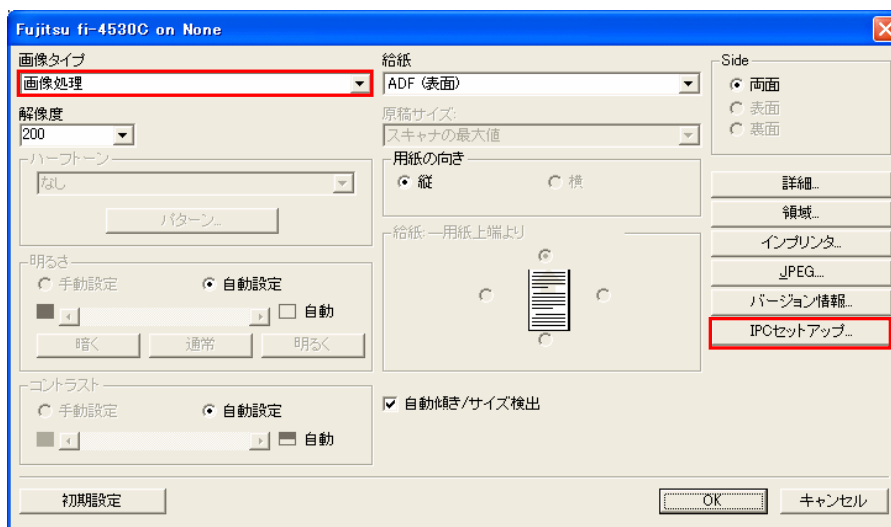 Fujitsu fi-4530C on None
画像タイプ
画像処理
解像度
200
ハーフトーン
なし
パターン...
明るさ
手動設定 自動設定
自動
暗く 通常 明るく
コントラスト
手動設定 自動設定
自動
初期設定
給紙
ADF (表面)
原稿サイズ:
スキャナの最大値
用紙の向き
縦 横
給紙:―用紙上端より
自動傾き/サイズ検出
Side
両面
表面
裏面
詳細...
領域...
インプリンタ...
JPEG...
バージョン情報...
IPCセットアップ...
OK キャンセル